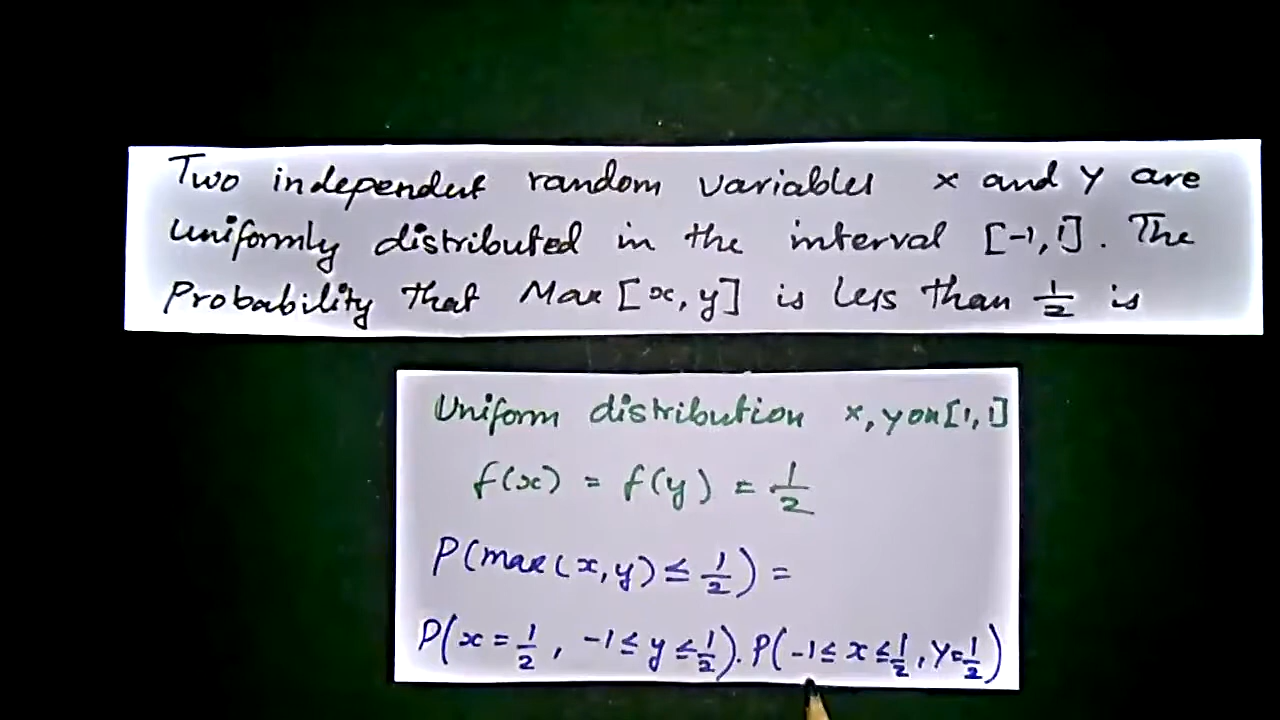 Two independent random variables x and y are
uniformly distributed in the interval [-1, 1]. The
Probability that Max [x, y] is less than 1/2 is
Uniform distribution x, y on [1, 1]
f(x) = f(y) = 1/2
P(max(x, y) ≤ 1/2) =
P(x = 1/2, -1 ≤ y ≤ 1/2). P(-1 ≤ x ≤ 1/2, y = 1/2)